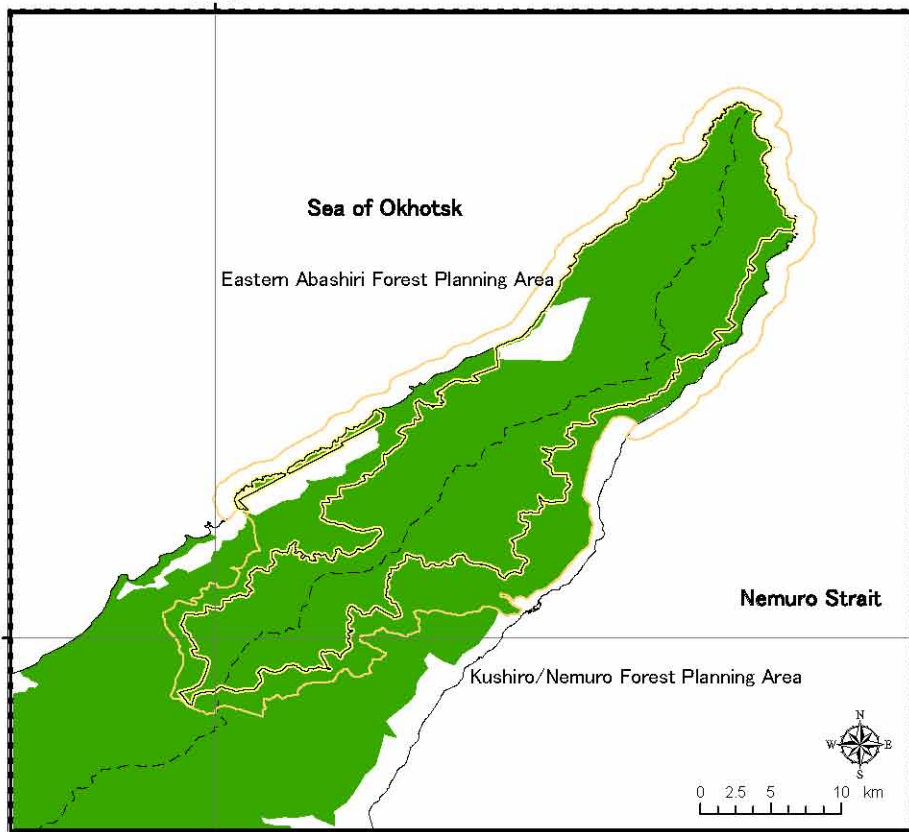 Sea of Okhotsk
Eastern Abashiri Forest Planning Area
Nemuro Strait
Kushiro/Nemuro Forest Planning Area
N
W E
S
0 2.5 5 10 km